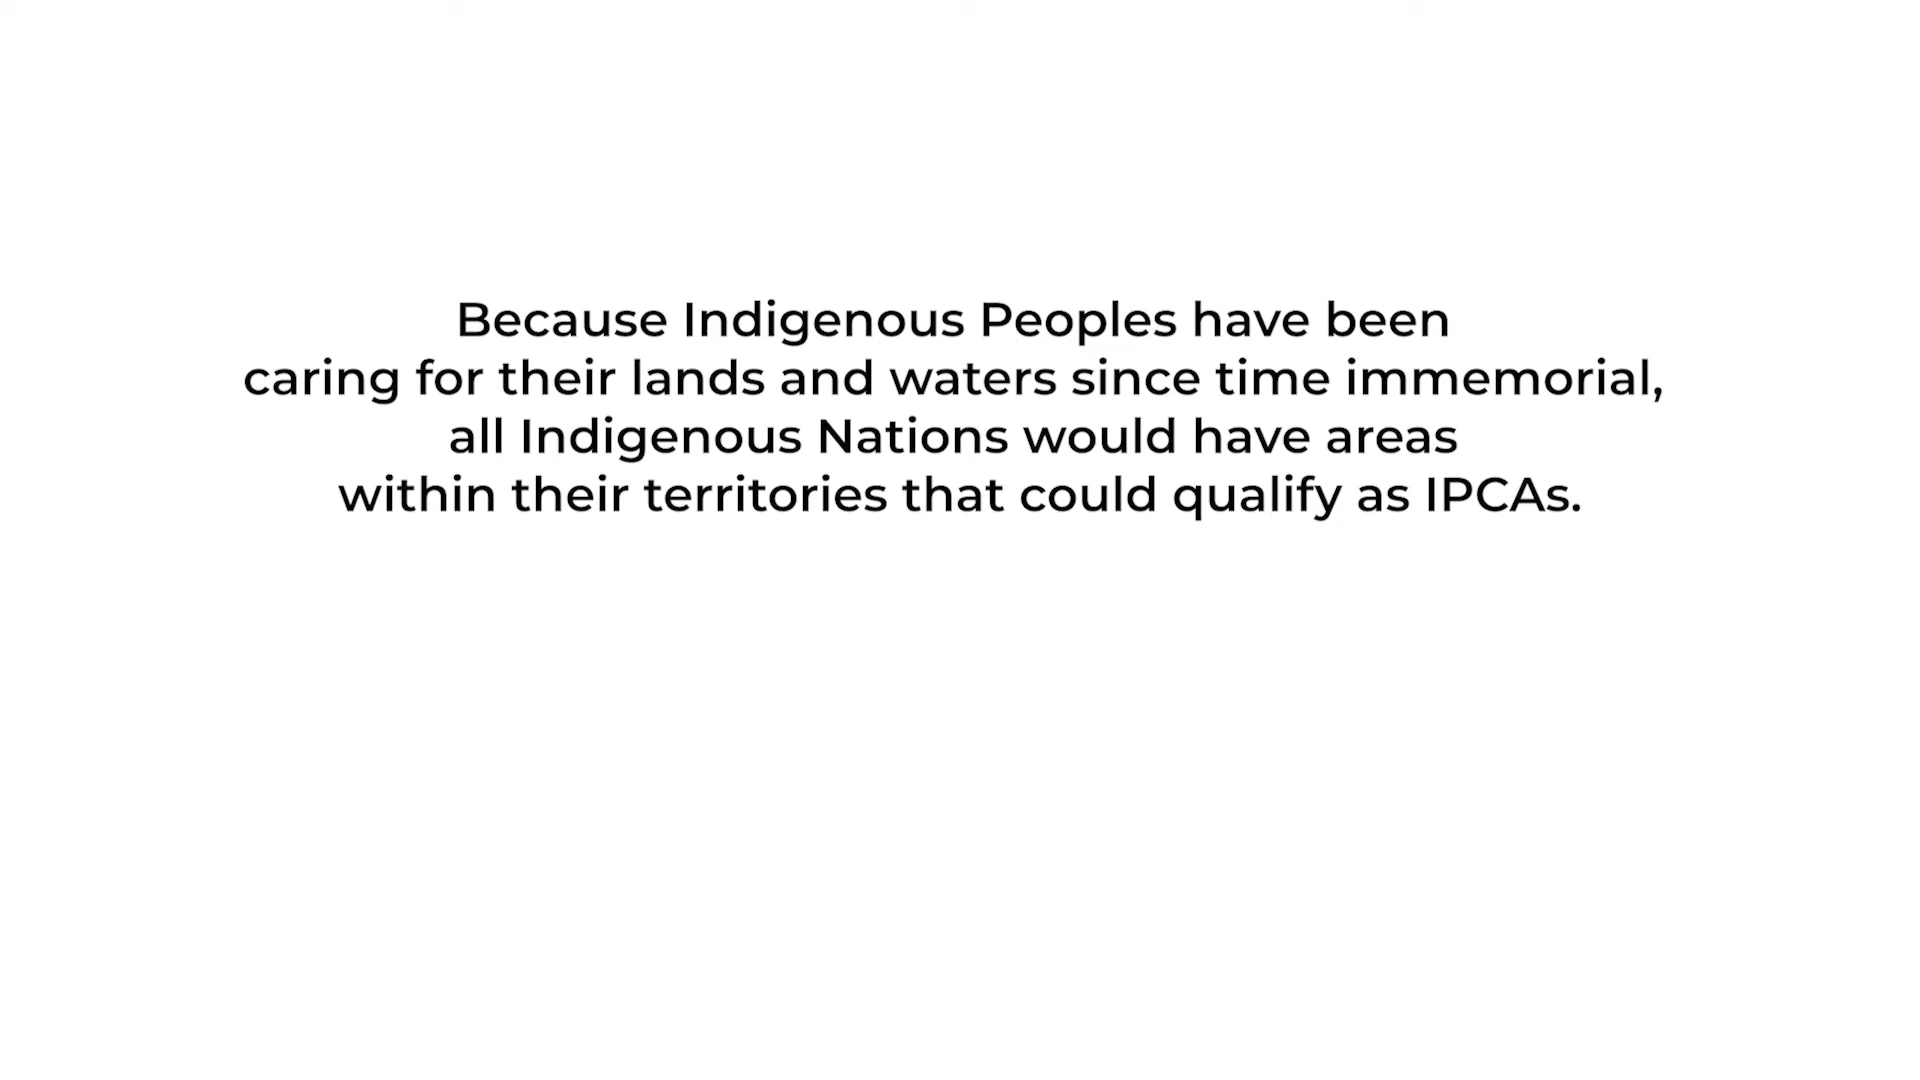 Because Indigenous Peoples have been
caring for their lands and waters since time immemorial,
all Indigenous Nations would have areas
within their territories that could qualify as IPCAs.